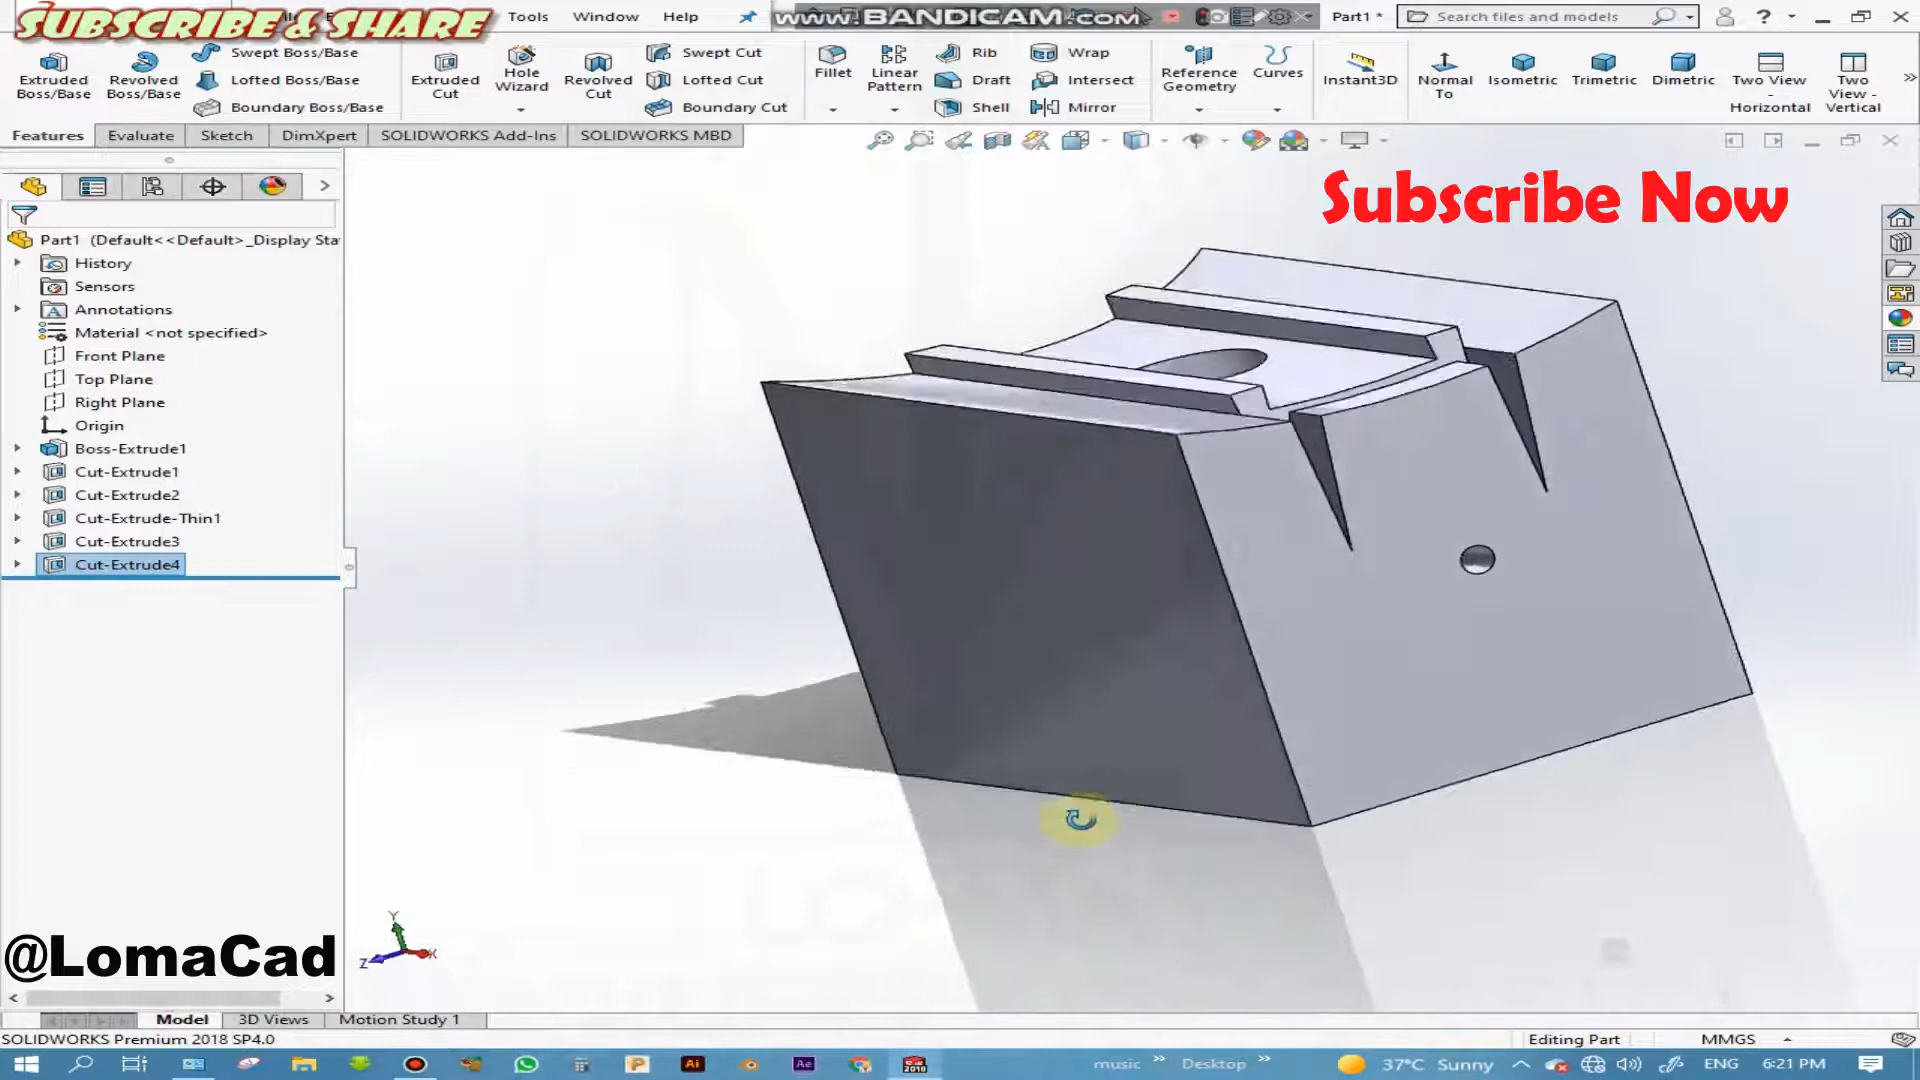 SUBSCRIBE & SHARE
Tools Window Help
www.BANDICAM.com
Part1 *
Search files and models
Extruded Boss/Base
Revolved Boss/Base
Swept Boss/Base
Lofted Boss/Base
Boundary Boss/Base
Extruded Cut
Hole Wizard
Revolved Cut
Swept Cut
Lofted Cut
Boundary Cut
Fillet
Linear Pattern
Rib
Draft
Shell
Wrap
Intersect
Mirror
Reference Geometry
Curves
Instant3D
Normal To
Isometric
Trimetric
Dimetric
Two View - Horizontal
Two View - Vertical
Features Evaluate Sketch DimXpert SOLIDWORKS Add-Ins SOLIDWORKS MBD
Subscribe Now
Part1 (Default<<Default>_Display Sta
History
Sensors
Annotations
Material <not specified>
Front Plane
Top Plane
Right Plane
Origin
Boss-Extrude1
Cut-Extrude1
Cut-Extrude2
Cut-Extrude-Thin1
Cut-Extrude3
Cut-Extrude4
Y
Z
X
@LomaCad
Model 3D Views Motion Study 1
SOLIDWORKS Premium 2018 SP4.0
Editing Part
MMGS
music
Desktop
37°C Sunny
ENG
6:21 PM